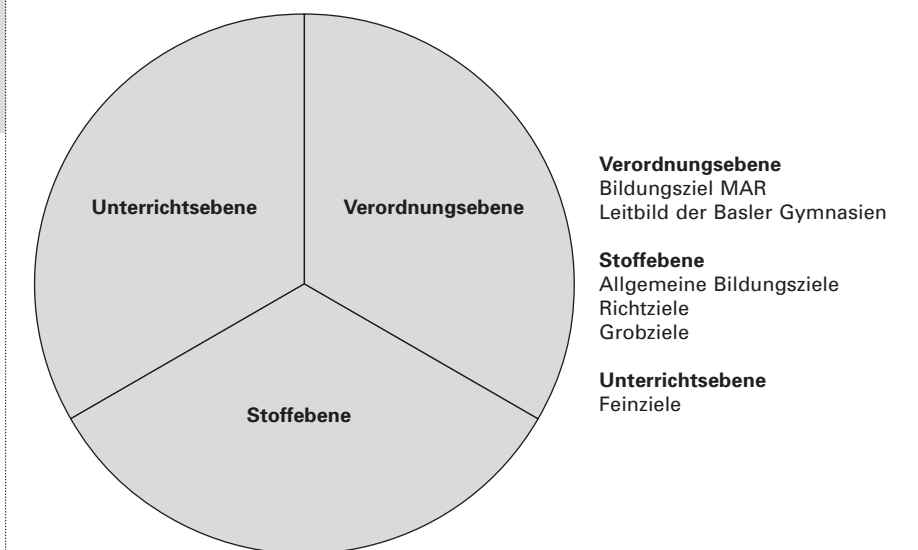 Unterrichtsebene
Verordnungsebene
Stoffebene
Verordnungsebene
Bildungsziel MAR
Leitbild der Basler Gymnasien
Stoffebene
Allgemeine Bildungsziele
Richtziele
Grobziele
Unterrichtsebene
Feinziele